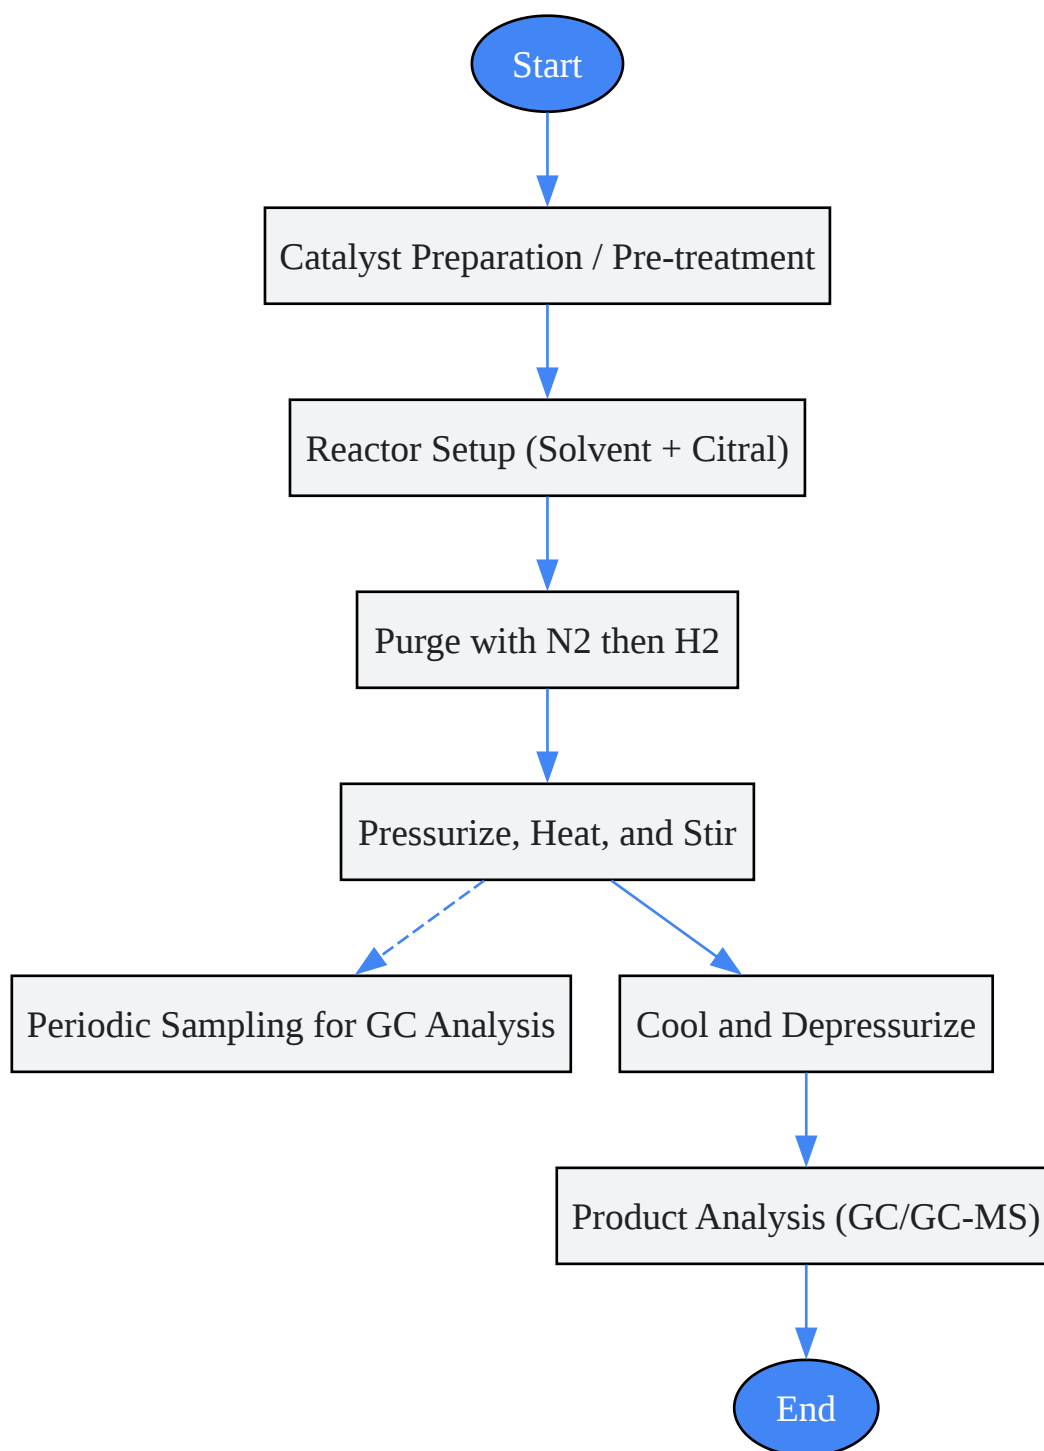 Start
Catalyst Preparation / Pre-treatment
Reactor Setup (Solvent + Citral)
Purge with N2 then H2
Pressurize, Heat, and Stir
Periodic Sampling for GC Analysis
Cool and Depressurize
Product Analysis (GC/GC-MS)
End